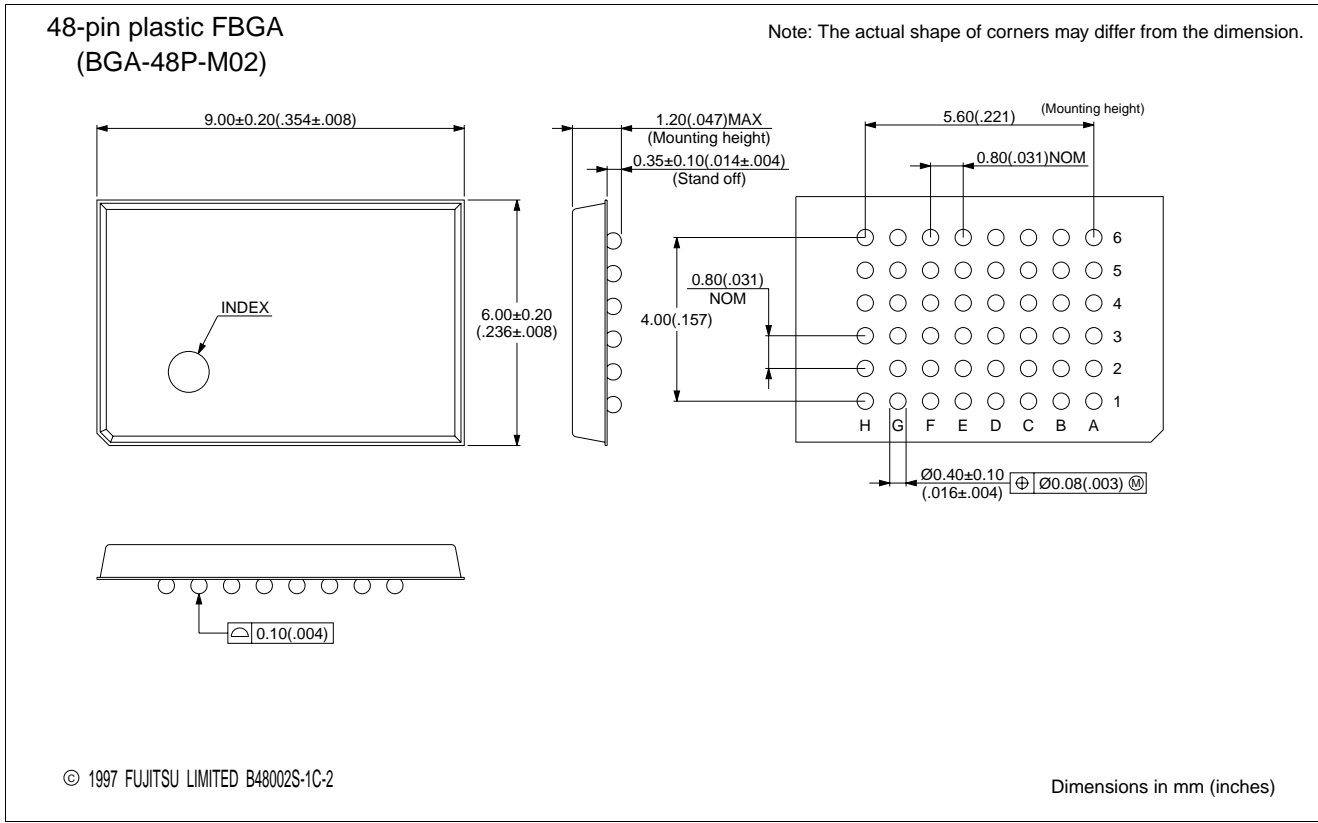 48-pin plastic FBGA
(BGA-48P-M02)
Note: The actual shape of corners may differ from the dimension.
9.00±0.20(.354±.008)
1.20(.047)MAX
(Mounting height)
0.35±0.10(.014±.004)
(Stand off)
5.60(.221)
(Mounting height)
0.80(.031)NOM
INDEX
6.00±0.20
(.236±.008)
0.80(.031)
NOM
4.00(.157)
6
5
4
3
2
1
H G F E D C B A
Ø0.40±0.10
(.016±.004)
⌖ Ø0.08(.003) Ⓜ
⌓ 0.10(.004)
© 1997 FUJITSU LIMITED B48002S-1C-2
Dimensions in mm (inches)